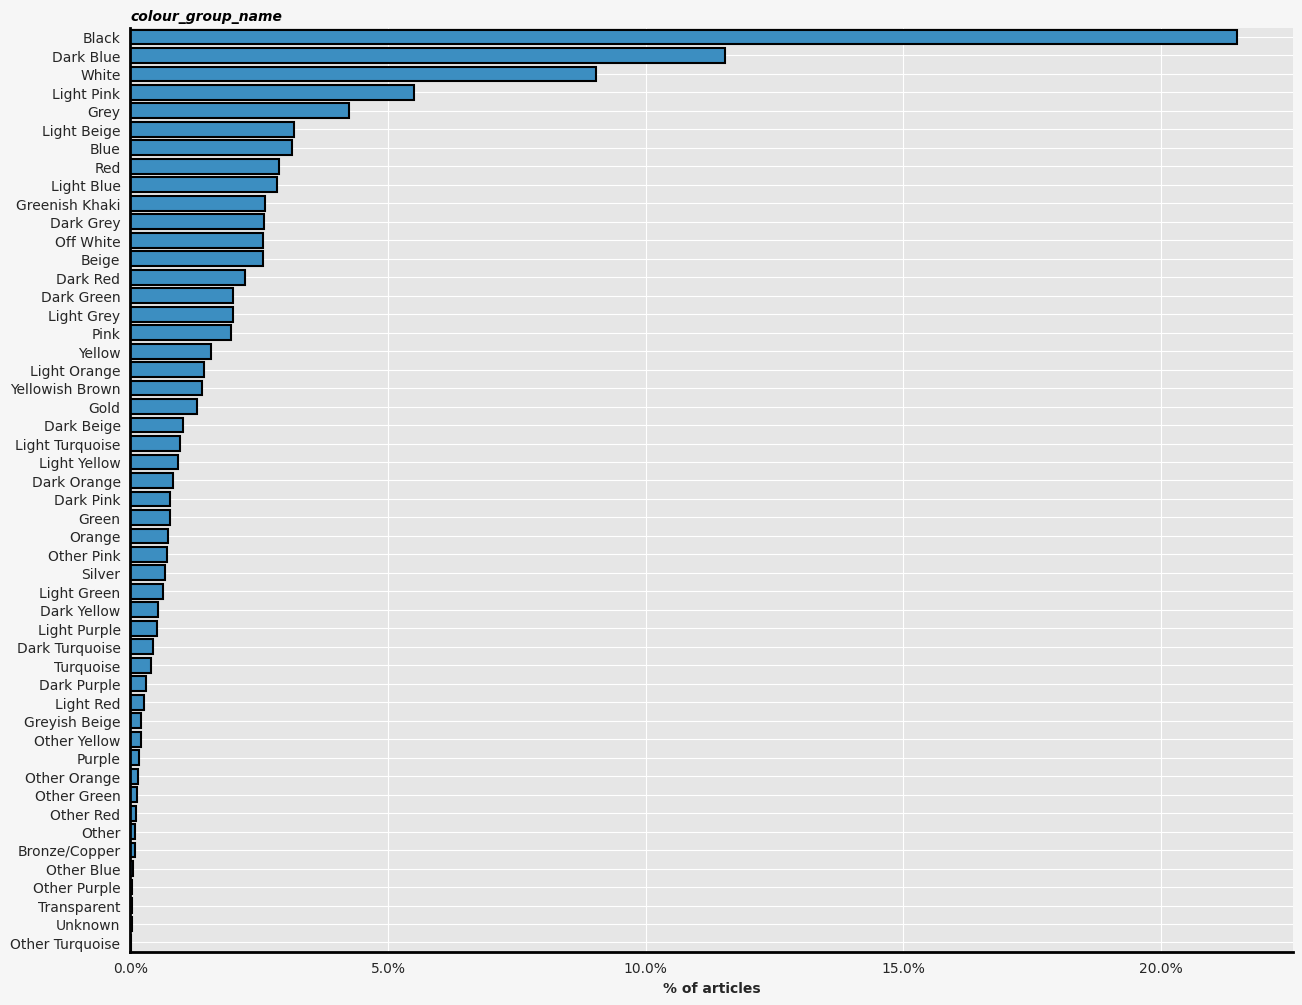 colour_group_name
Black
Dark Blue
White
Light Pink
Grey
Light Beige
Blue
Red
Light Blue
Greenish Khaki
Dark Grey
Off White
Beige
Dark Red
Dark Green
Light Grey
Pink
Yellow
Light Orange
Yellowish Brown
Gold
Dark Beige
Light Turquoise
Light Yellow
Dark Orange
Dark Pink
Green
Orange
Other Pink
Silver
Light Green
Dark Yellow
Light Purple
Dark Turquoise
Turquoise
Dark Purple
Light Red
Greyish Beige
Other Yellow
Purple
Other Orange
Other Green
Other Red
Other
Bronze/Copper
Other Blue
Other Purple
Transparent
Unknown
Other Turquoise
0.0% 5.0% 10.0% 15.0% 20.0%
% of articles